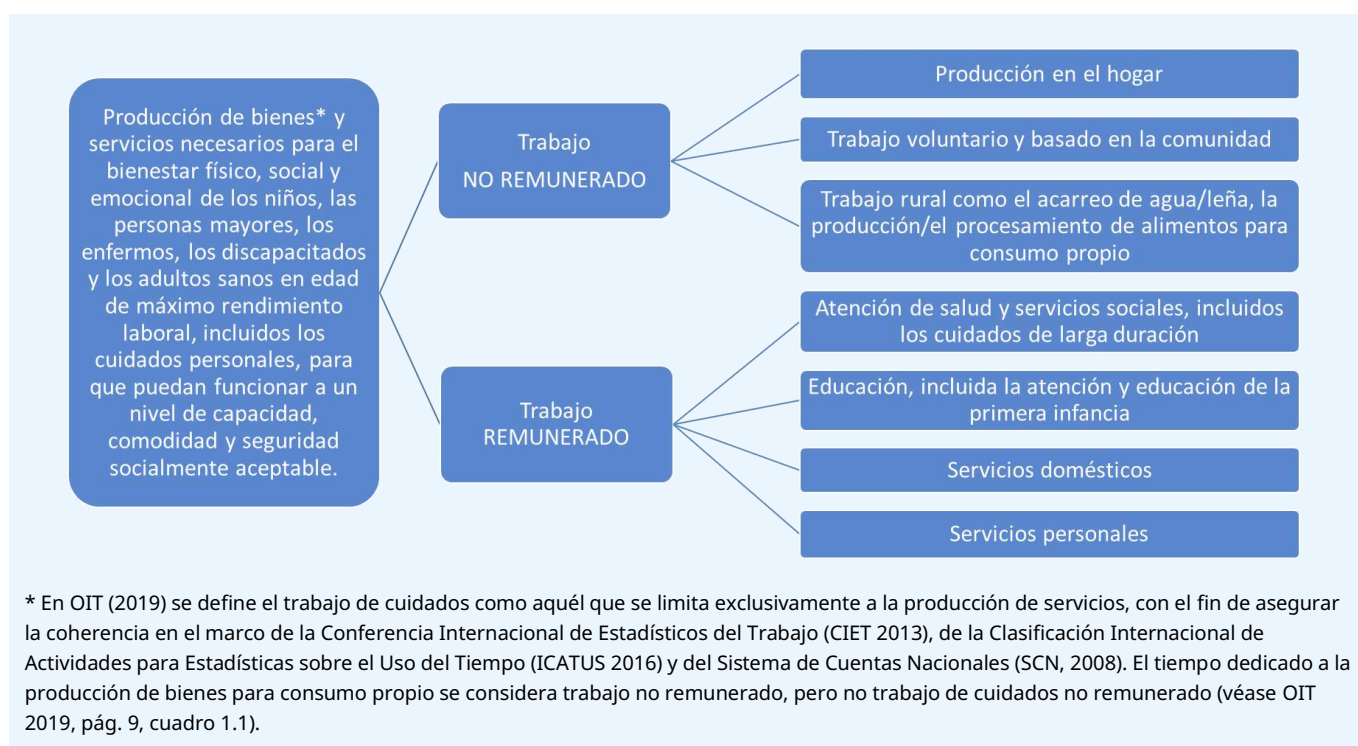 Producción de bienes* y
servicios necesarios para el
bienestar físico, social y
emocional de los niños, las
personas mayores, los
enfermos, los discapacitados
y los adultos sanos en edad
de máximo rendimiento
laboral, incluidos los
cuidados personales, para
que puedan funcionar a un
nivel de capacidad,
comodidad y seguridad
socialmente aceptable.
Trabajo
NO REMUNERADO
Producción en el hogar
Trabajo voluntario y basado en la comunidad
Trabajo rural como el acarreo de agua/leña, la
producción/el procesamiento de alimentos para
consumo propio
Trabajo
REMUNERADO
Atención de salud y servicios sociales, incluidos
los cuidados de larga duración
Educación, incluida la atención y educación de la
primera infancia
Servicios domésticos
Servicios personales
* En OIT (2019) se define el trabajo de cuidados como aquél que se limita exclusivamente a la producción de servicios, con el fin de asegurar
la coherencia en el marco de la Conferencia Internacional de Estadísticos del Trabajo (CIET 2013), de la Clasificación Internacional de
Actividades para Estadísticas sobre el Uso del Tiempo (ICATUS 2016) y del Sistema de Cuentas Nacionales (SCN, 2008). El tiempo dedicado a la
producción de bienes para consumo propio se considera trabajo no remunerado, pero no trabajo de cuidados no remunerado (véase OIT
2019, pág. 9, cuadro 1.1).